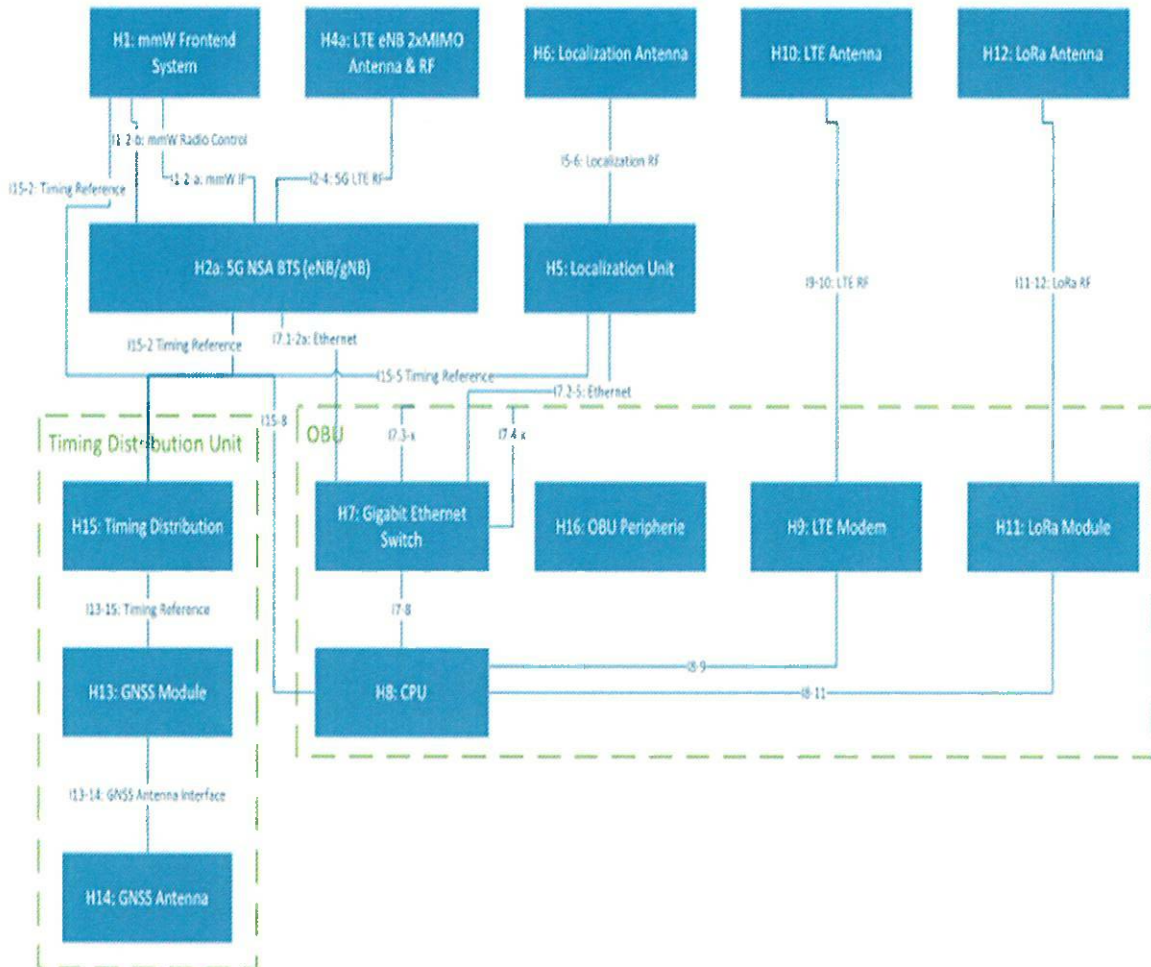 H1: mmW Frontend
System
H4a: LTE eNB 2xMIMO
Antenna & RF
H6: Localization Antenna
H10: LTE Antenna
H12: LoRa Antenna
I1-2-b: mmW Radio Control
I1-2-a: mmW IF
I2-4: 5G LTE RF
I5-6: Localization RF
I15-2: Timing Reference
H2a: 5G NSA BTS (eNB/gNB)
H5: Localization Unit
I9-10: LTE RF
I11-12: LoRa RF
I15-2 Timing Reference
I7.1-2a: Ethernet
I15-5 Timing Reference
I7.2-5: Ethernet
I15-8
Timing Distribution Unit
OBU
I7.3-x
I7.4-x
H15: Timing Distribution
H7: Gigabit Ethernet
Switch
H16: OBU Peripherie
H9: LTE Modem
H11: LoRa Module
I13-15: Timing Reference
I7-8
H13: GNSS Module
H8: CPU
I8-9
I8-11
I13-14: GNSS Antenna Interface
H14: GNSS Antenna